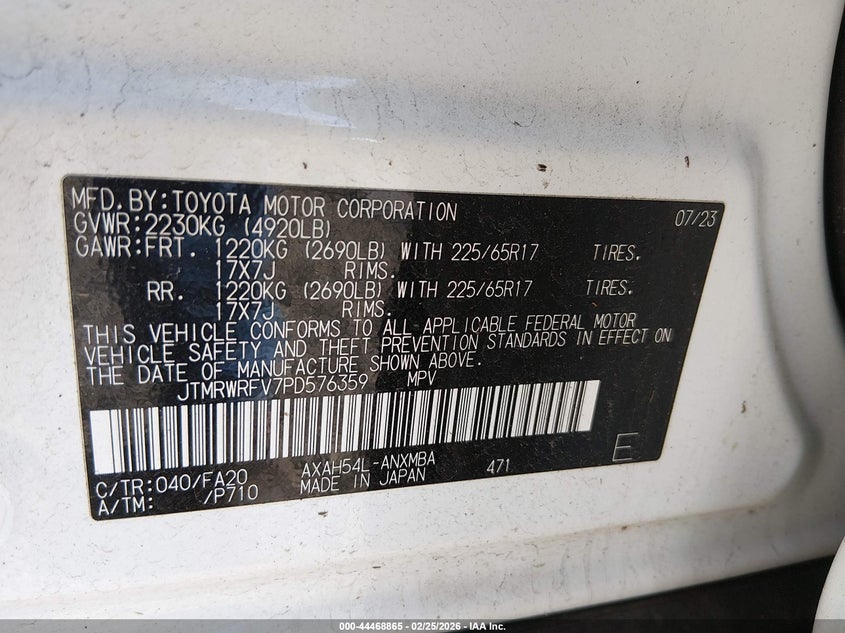 MFD. BY: TOYOTA MOTOR CORPORATION 07/23
GVWR: 2230KG (4920LB)
GAWR: FRT. 1220KG (2690LB) WITH 225/65R17 TIRES.
17X7J RIMS.
RR. 1220KG (2690LB) WITH 225/65R17 TIRES.
17X7J RIMS.
THIS VEHICLE CONFORMS TO ALL APPLICABLE FEDERAL MOTOR
VEHICLE SAFETY AND THEFT PREVENTION STANDARDS IN EFFECT ON
THE DATE OF MANUFACTURE SHOWN ABOVE.
JTMRWRFV7PD576359 MPV
C/TR: 040/FA20 AXAH54L-ANXMBA 471 E
A/TM: /P710 MADE IN JAPAN
000-44468865 - 02/25/2026 - IAA Inc.